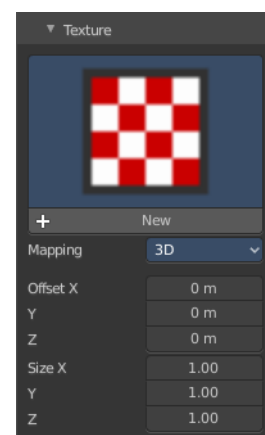 Texture
New
Mapping 3D
Offset X 0 m
Y 0 m
Z 0 m
Size X 1.00
Y 1.00
Z 1.00